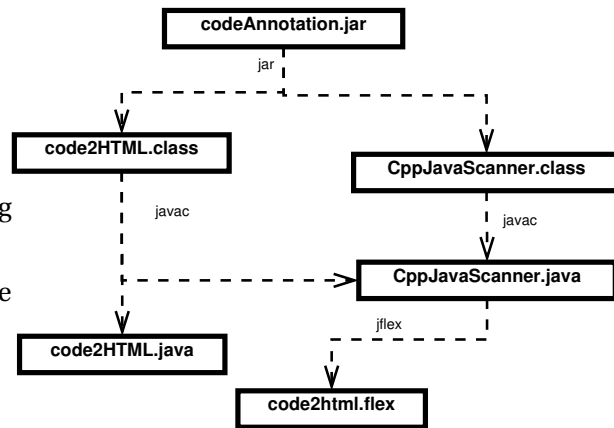 codeAnnotation.jar
jar
code2HTML.class
CppJavaScanner.class
g
javac
javac
CppJavaScanner.java
e
code2HTML.java
jflex
code2html.flex